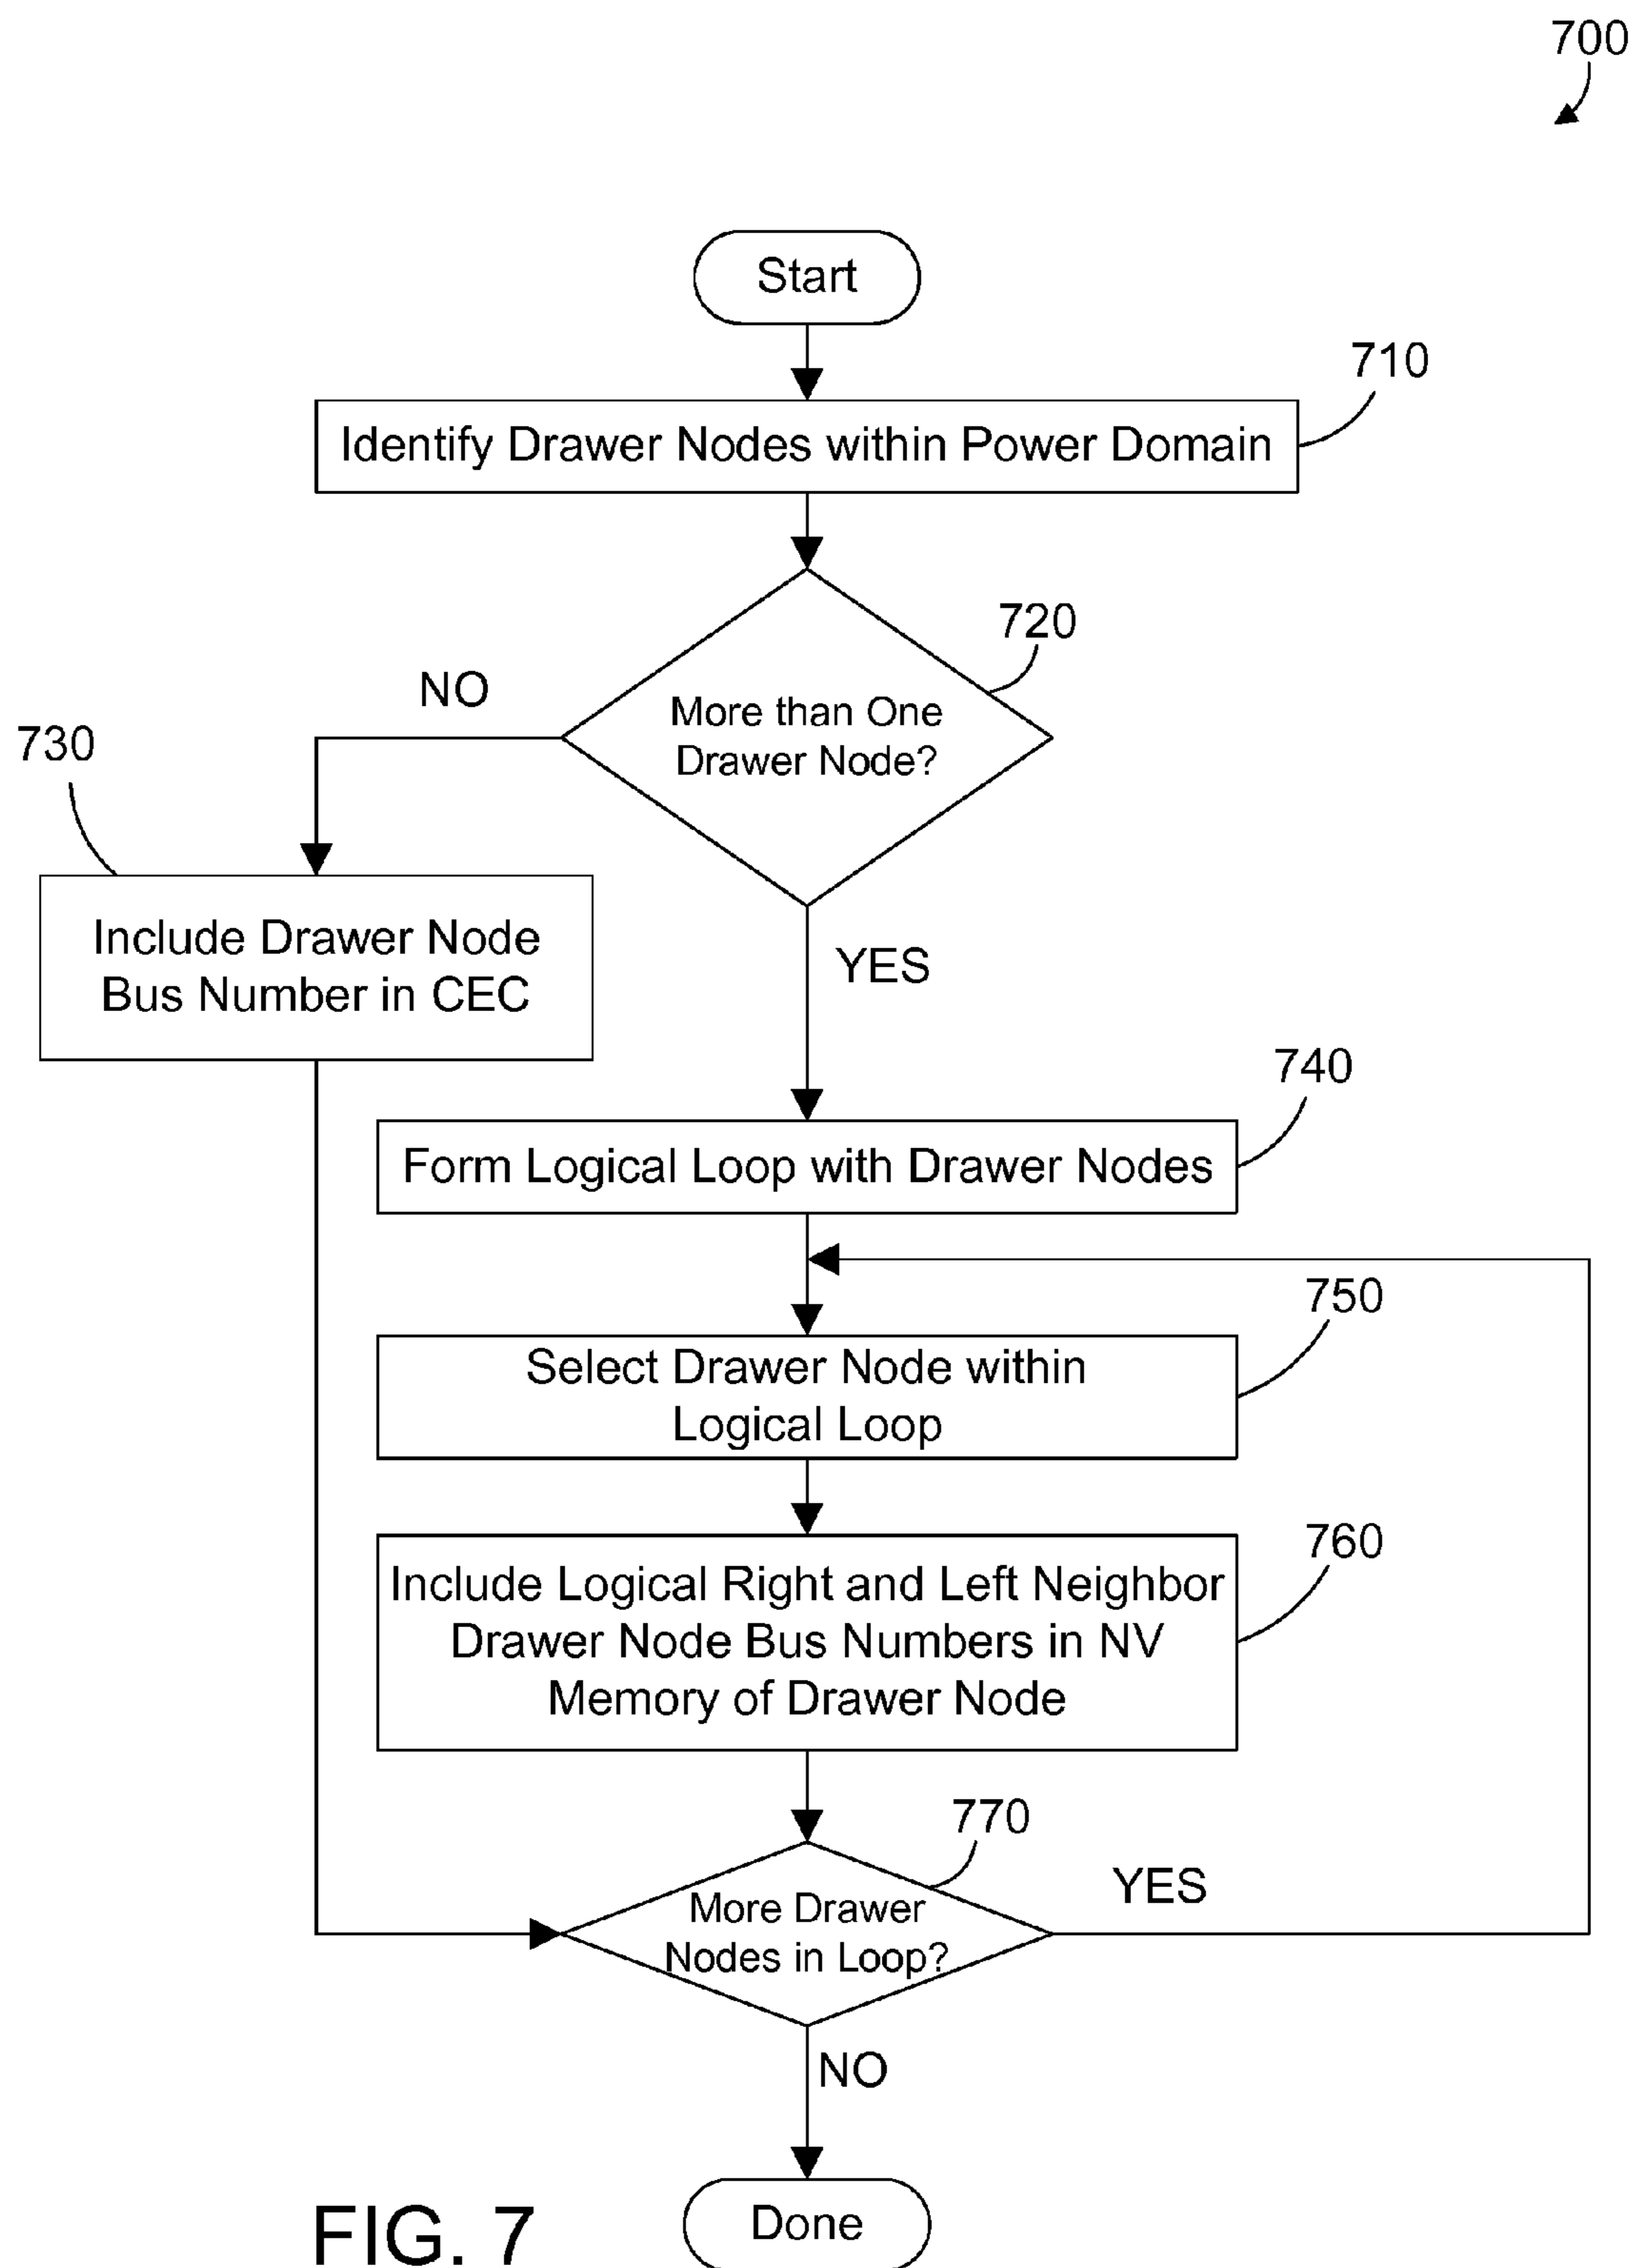 700
Start
710
Identify Drawer Nodes within Power Domain
720
More than One
Drawer Node?
NO
730
Include Drawer Node
Bus Number in CEC
YES
740
Form Logical Loop with Drawer Nodes
750
Select Drawer Node within
Logical Loop
760
Include Logical Right and Left Neighbor
Drawer Node Bus Numbers in NV
Memory of Drawer Node
770
More Drawer
Nodes in Loop?
YES
NO
Done
FIG. 7